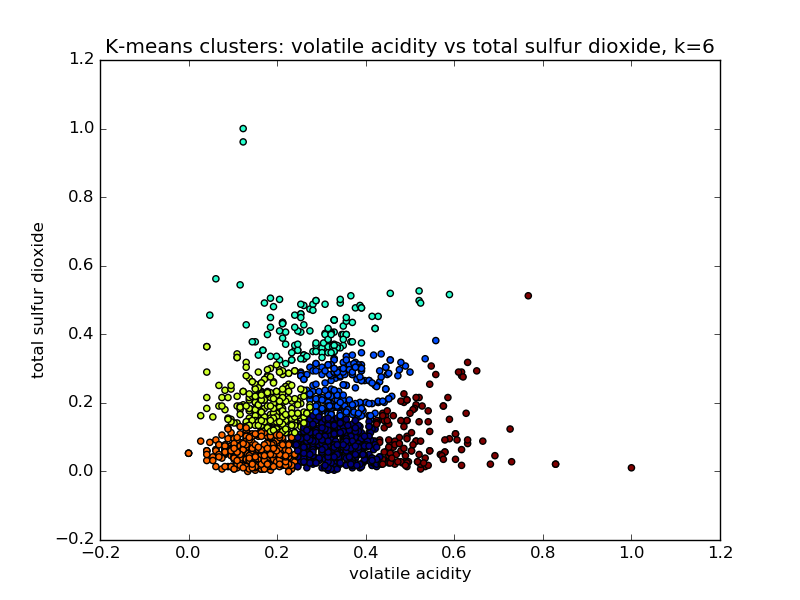 K-means clusters: volatile acidity vs total sulfur dioxide, k=6
1.2
1.0
0.8
0.6
0.4
0.2
0.0
−0.2
total sulfur dioxide
−0.2 0.0 0.2 0.4 0.6 0.8 1.0 1.2
volatile acidity